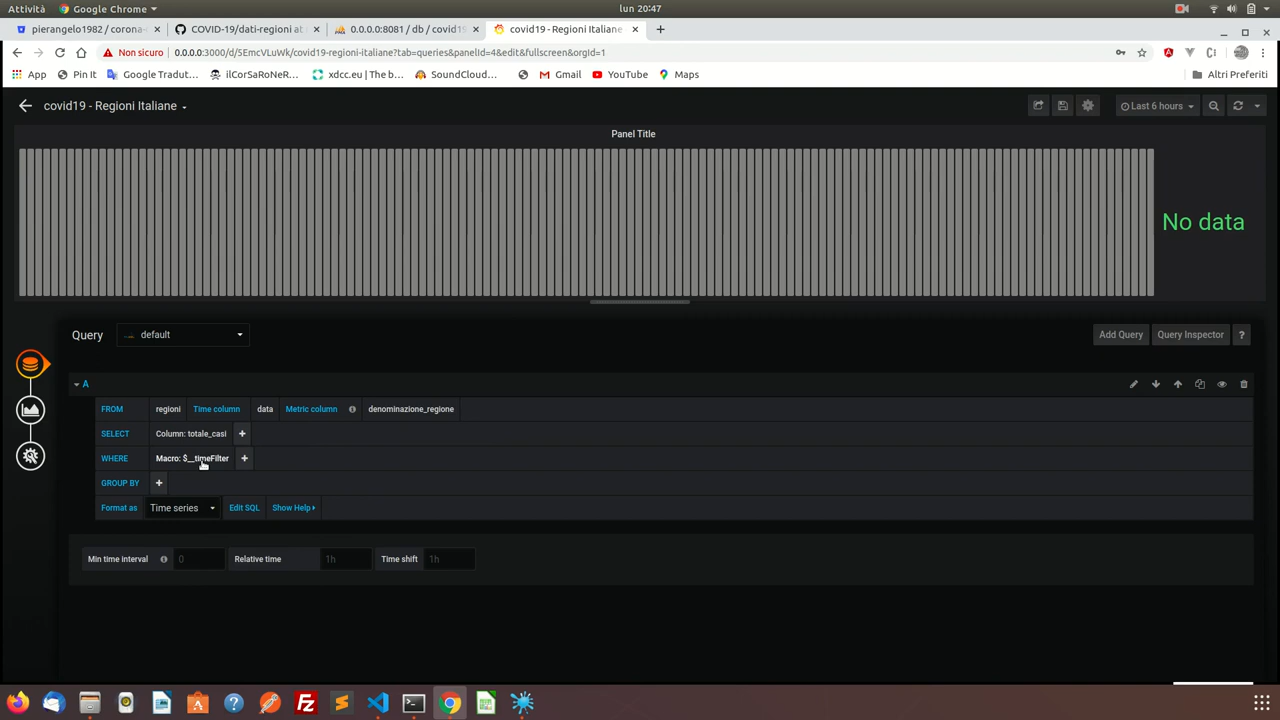 Attività
Google Chrome
lun 20:47
pierangelo1982 / corona-
COVID-19/dati-regioni at
0.0.0.0:8081 / db / covid19
covid19 - Regioni Italiane
Non sicuro
0.0.0.0:3000/d/5EmcVLuWk/covid19-regioni-italiane?tab=queries&panelId=4&edit&fullscreen&orgId=1
App
Pin It
Google Tradut...
ilCorSaRoNeR...
xdcc.eu | The b...
SoundCloud...
Gmail
YouTube
Maps
Altri Preferiti
covid19 - Regioni Italiane
Last 6 hours
Panel Title
No data
Query
default
Add Query
Query Inspector
?
A
FROM regioni Time column data Metric column denominazione_regione
SELECT Column: totale_casi +
WHERE Macro: $__timeFilter +
GROUP BY +
Format as Time series Edit SQL Show Help
Min time interval 0 Relative time 1h Time shift 1h